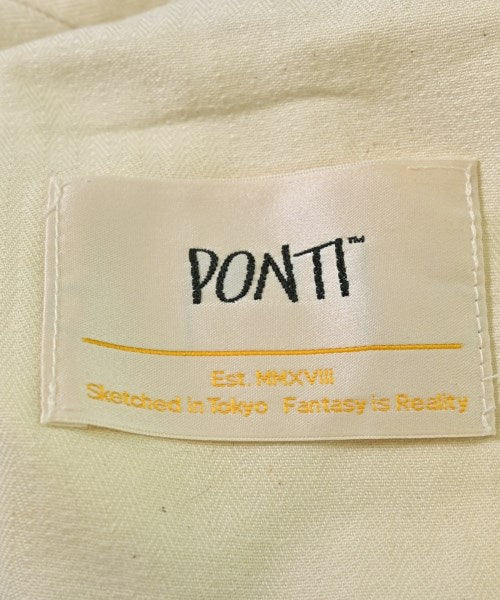 PONTI™
Est. MMXVIII
Sketched in Tokyo Fantasy is Reality